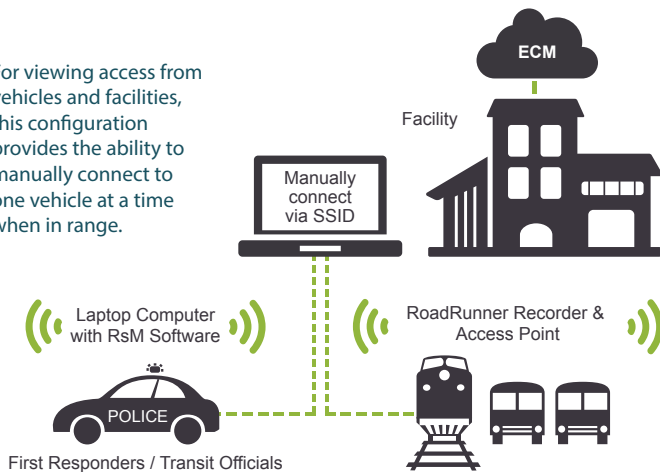 or viewing access from
vehicles and facilities,
this configuration
provides the ability to
manually connect to
one vehicle at a time
when in range.
ECM
Facility
Manually
connect
via SSID
Laptop Computer
with RsM Software
RoadRunner Recorder &
Access Point
POLICE
First Responders / Transit Officials